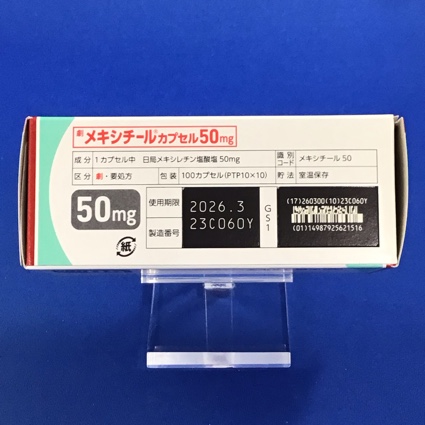 劇 メキシチール®カプセル50mg
成分 1カプセル中 日局メキシレチン塩酸塩 50mg
識別コード メキシチール 50
区分 劇・要処方
包装 100カプセル(PTP10×10)
貯法 室温保存
50mg
使用期限 2026.3
製造番号 23C060Y
GS1
(17)260300(10)23C060Y
(01)14987925621516
紙